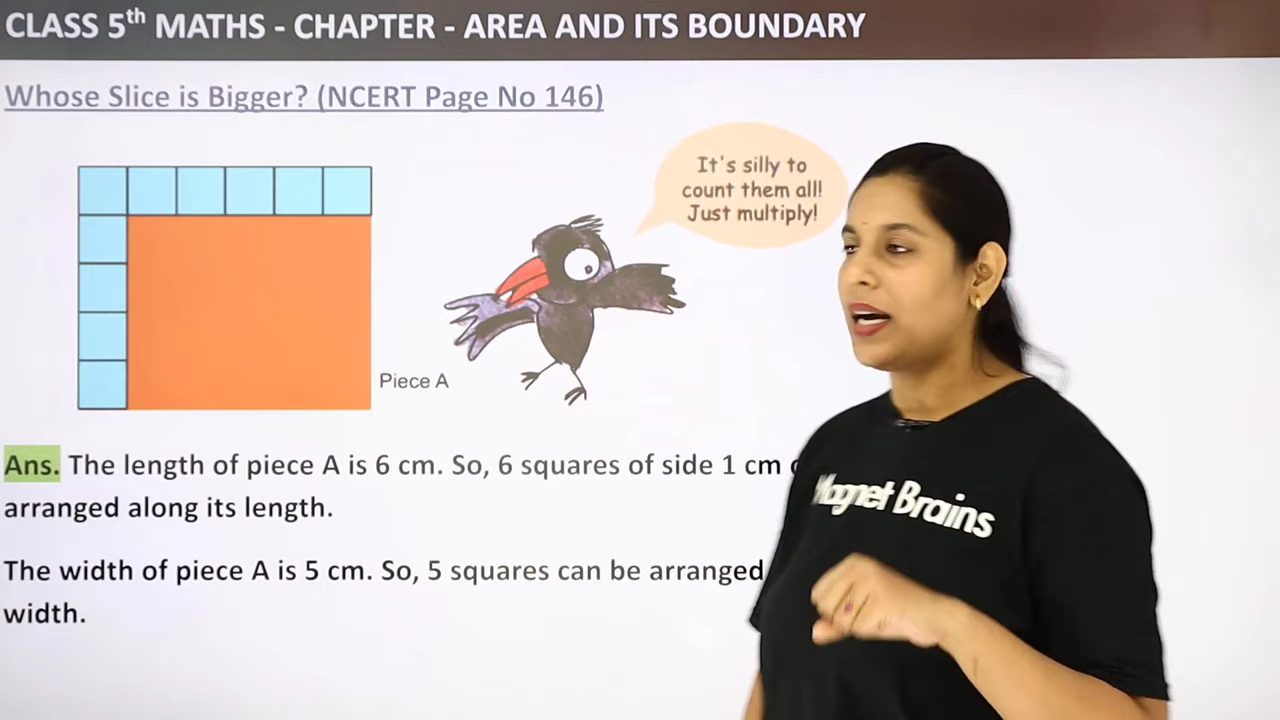 CLASS 5th MATHS - CHAPTER - AREA AND ITS BOUNDARY
Whose Slice is Bigger? (NCERT Page No 146)
It's silly to
count them all!
Just multiply!
Piece A
Ans. The length of piece A is 6 cm. So, 6 squares of side 1 cm
arranged along its length.
The width of piece A is 5 cm. So, 5 squares can be arranged
width.
Magnet Brains